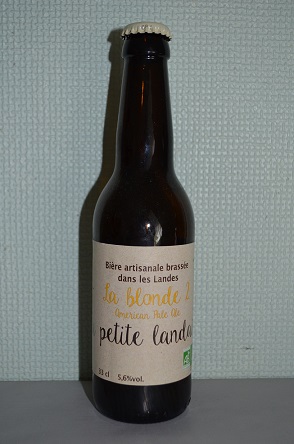 Bière artisanale brassée
dans les Landes
La blonde
American Pale Ale
petite landa
33 cl 5,6%vol.